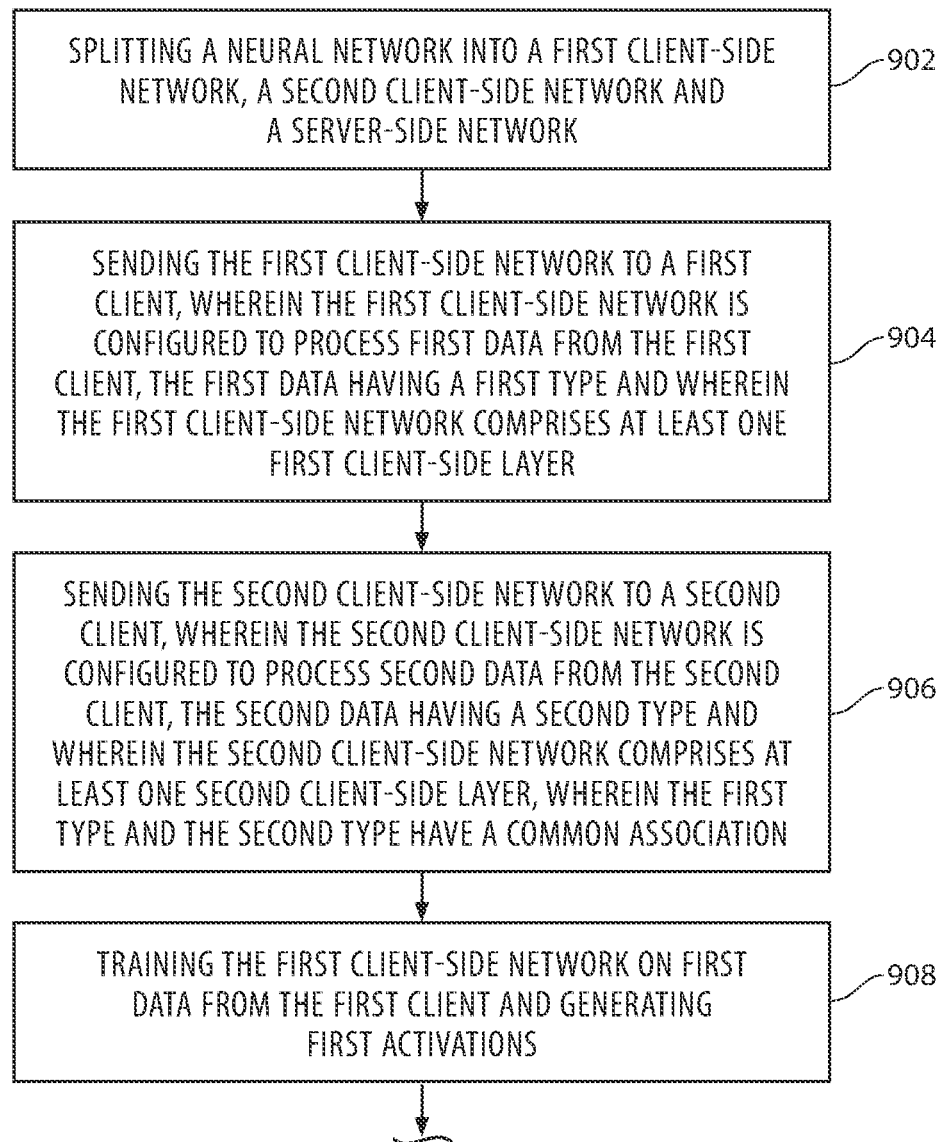 SPLITTING A NEURAL NETWORK INTO A FIRST CLIENT-SIDE
NETWORK, A SECOND CLIENT-SIDE NETWORK AND
A SERVER-SIDE NETWORK
902
SENDING THE FIRST CLIENT-SIDE NETWORK TO A FIRST
CLIENT, WHEREIN THE FIRST CLIENT-SIDE NETWORK IS
CONFIGURED TO PROCESS FIRST DATA FROM THE FIRST
CLIENT, THE FIRST DATA HAVING A FIRST TYPE AND WHEREIN
THE FIRST CLIENT-SIDE NETWORK COMPRISES AT LEAST ONE
FIRST CLIENT-SIDE LAYER
904
SENDING THE SECOND CLIENT-SIDE NETWORK TO A SECOND
CLIENT, WHEREIN THE SECOND CLIENT-SIDE NETWORK IS
CONFIGURED TO PROCESS SECOND DATA FROM THE SECOND
CLIENT, THE SECOND DATA HAVING A SECOND TYPE AND
WHEREIN THE SECOND CLIENT-SIDE NETWORK COMPRISES AT
LEAST ONE SECOND CLIENT-SIDE LAYER, WHEREIN THE FIRST
TYPE AND THE SECOND TYPE HAVE A COMMON ASSOCIATION
906
TRAINING THE FIRST CLIENT-SIDE NETWORK ON FIRST
DATA FROM THE FIRST CLIENT AND GENERATING
FIRST ACTIVATIONS
908